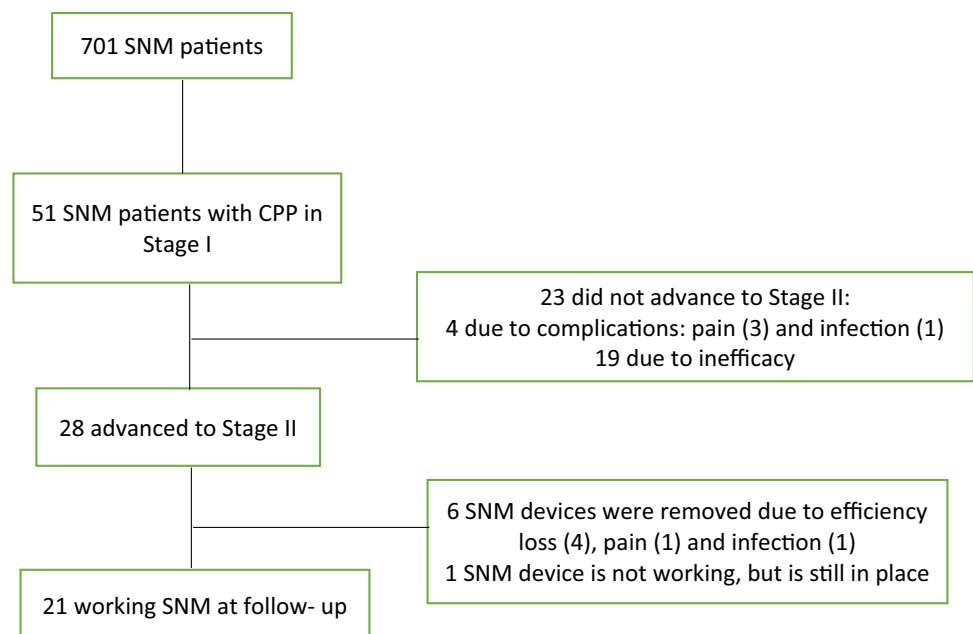 701 SNM patients
51 SNM patients with CPP in
Stage I
23 did not advance to Stage II:
4 due to complications: pain (3) and infection (1)
19 due to inefficacy
28 advanced to Stage II
6 SNM devices were removed due to efficiency
loss (4), pain (1) and infection (1)
1 SNM device is not working, but is still in place
21 working SNM at follow- up